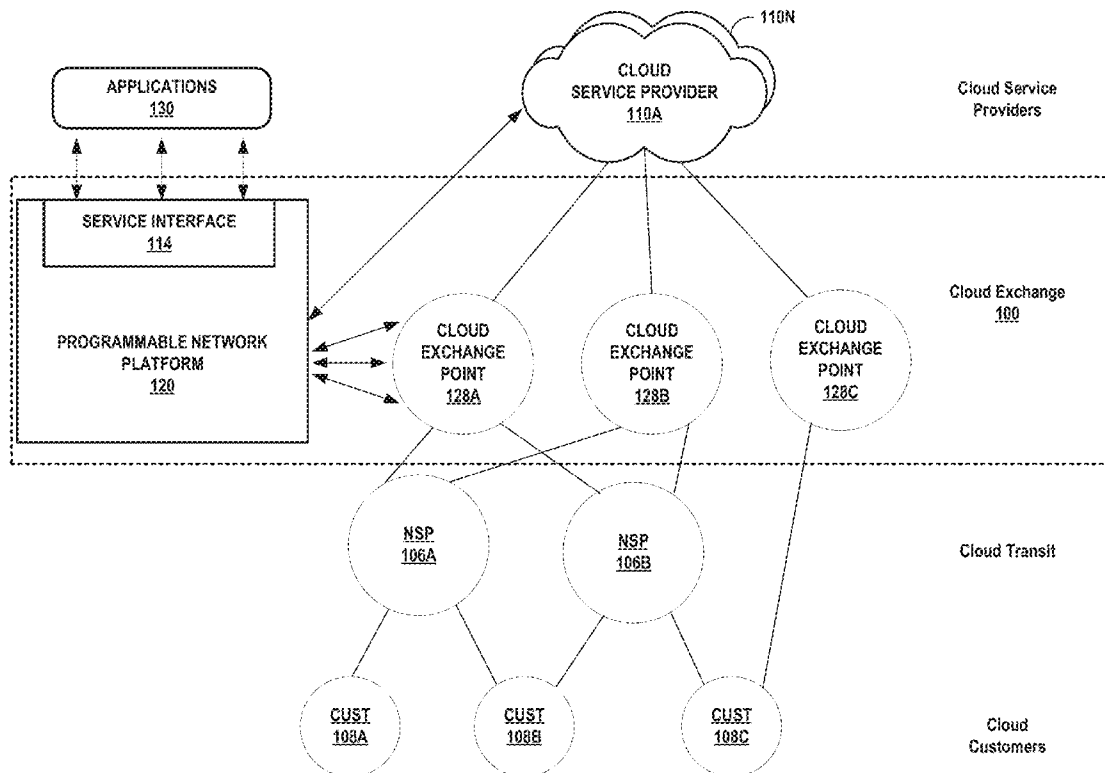 110N
CLOUD
SERVICE PROVIDER
110A
Cloud Service
Providers
APPLICATIONS
130
SERVICE INTERFACE
114
PROGRAMMABLE NETWORK
PLATFORM
120
CLOUD
EXCHANGE
POINT
128A
CLOUD
EXCHANGE
POINT
128B
CLOUD
EXCHANGE
POINT
128C
Cloud Exchange
100
NSP
106A
NSP
106B
Cloud Transit
CUST
108A
CUST
108B
CUST
108C
Cloud
Customers